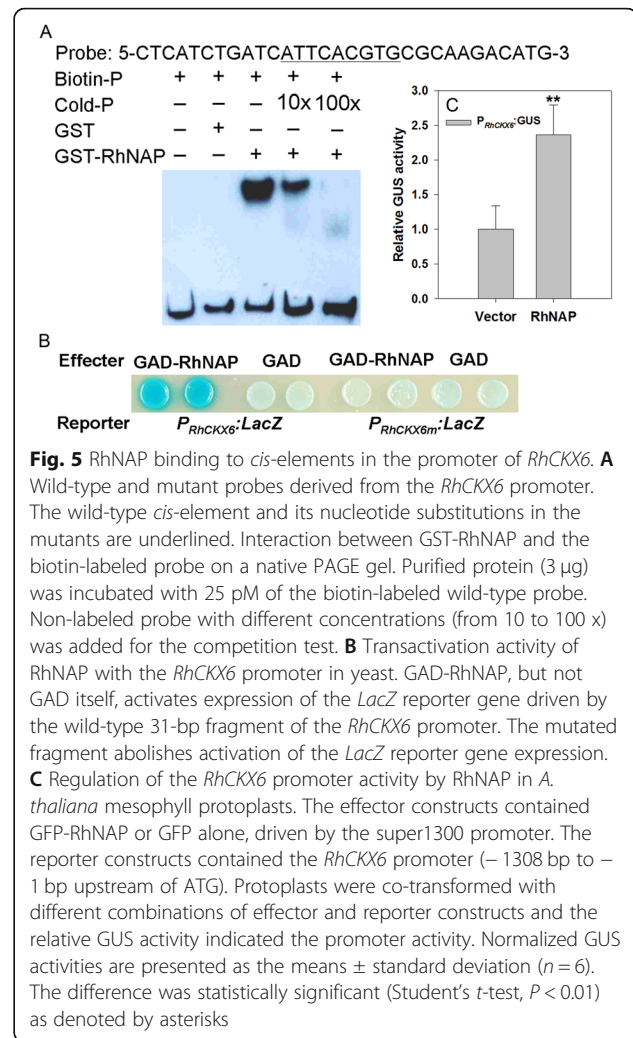 A
Probe: 5-CTCATCTGATCATTCACGTGCGCAAGACATG-3
Biotin-P + + + + +
Cold-P – – – 10x 100x
GST – + – – –
GST-RhNAP – – + + +
C
P_RhCKX6:GUS
**
Relative GUS activity
3.0
2.5
2.0
1.5
1.0
0.5
0.0
Vector RhNAP
B
Effecter GAD-RhNAP GAD GAD-RhNAP GAD
Reporter P_RhCKX6:LacZ P_RhCKX6m:LacZ
Fig. 5 RhNAP binding to cis-elements in the promoter of RhCKX6. A
Wild-type and mutant probes derived from the RhCKX6 promoter.
The wild-type cis-element and its nucleotide substitutions in the
mutants are underlined. Interaction between GST-RhNAP and the
biotin-labeled probe on a native PAGE gel. Purified protein (3 μg)
was incubated with 25 pM of the biotin-labeled wild-type probe.
Non-labeled probe with different concentrations (from 10 to 100 x)
was added for the competition test. B Transactivation activity of
RhNAP with the RhCKX6 promoter in yeast. GAD-RhNAP, but not
GAD itself, activates expression of the LacZ reporter gene driven by
the wild-type 31-bp fragment of the RhCKX6 promoter. The mutated
fragment abolishes activation of the LacZ reporter gene expression.
C Regulation of the RhCKX6 promoter activity by RhNAP in A.
thaliana mesophyll protoplasts. The effector constructs contained
GFP-RhNAP or GFP alone, driven by the super1300 promoter. The
reporter constructs contained the RhCKX6 promoter (− 1308 bp to −
1 bp upstream of ATG). Protoplasts were co-transformed with
different combinations of effector and reporter constructs and the
relative GUS activity indicated the promoter activity. Normalized GUS
activities are presented as the means ± standard deviation (n = 6).
The difference was statistically significant (Student's t-test, P < 0.01)
as denoted by asterisks